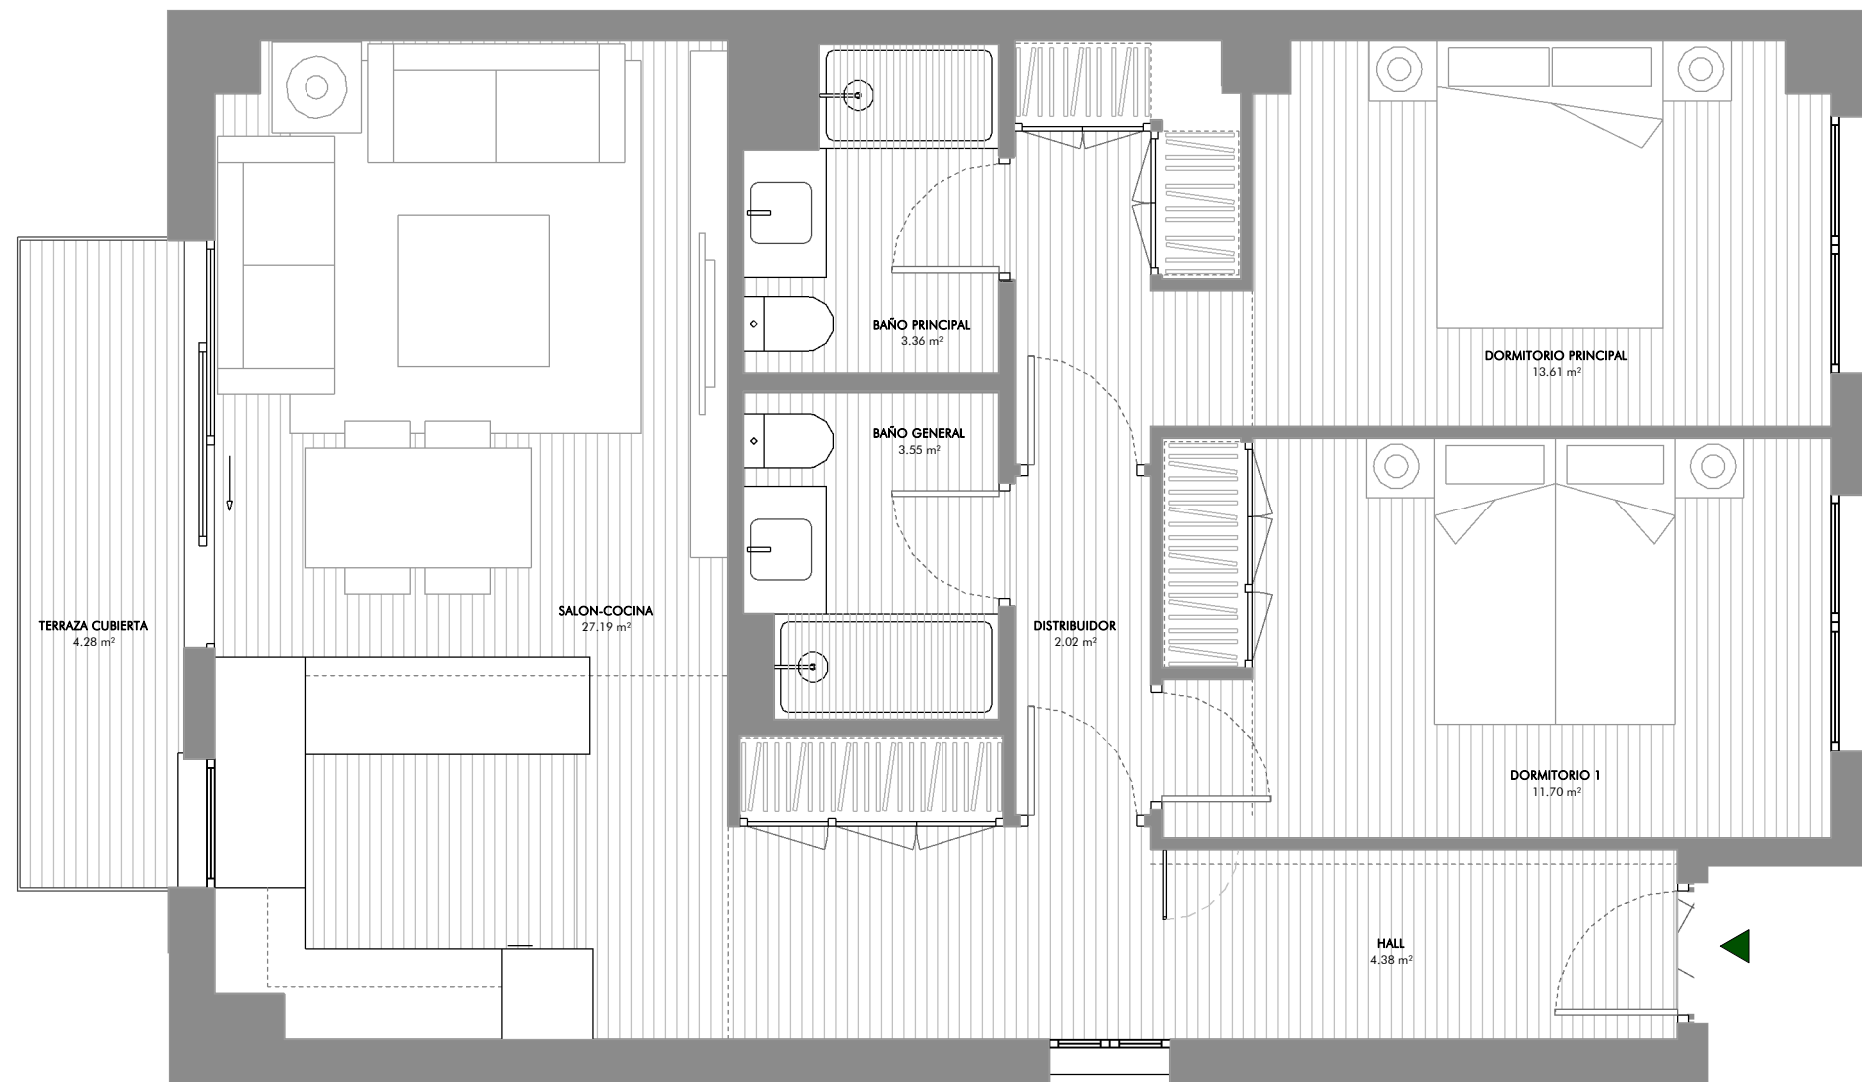 BAÑO PRINCIPAL
3.36 m²
DORMITORIO PRINCIPAL
13.61 m²
BAÑO GENERAL
3.55 m²
SALON-COCINA
27.19 m²
TERRAZA CUBIERTA
4.28 m²
DISTRIBUIDOR
2.02 m²
DORMITORIO 1
11.70 m²
HALL
4.38 m²